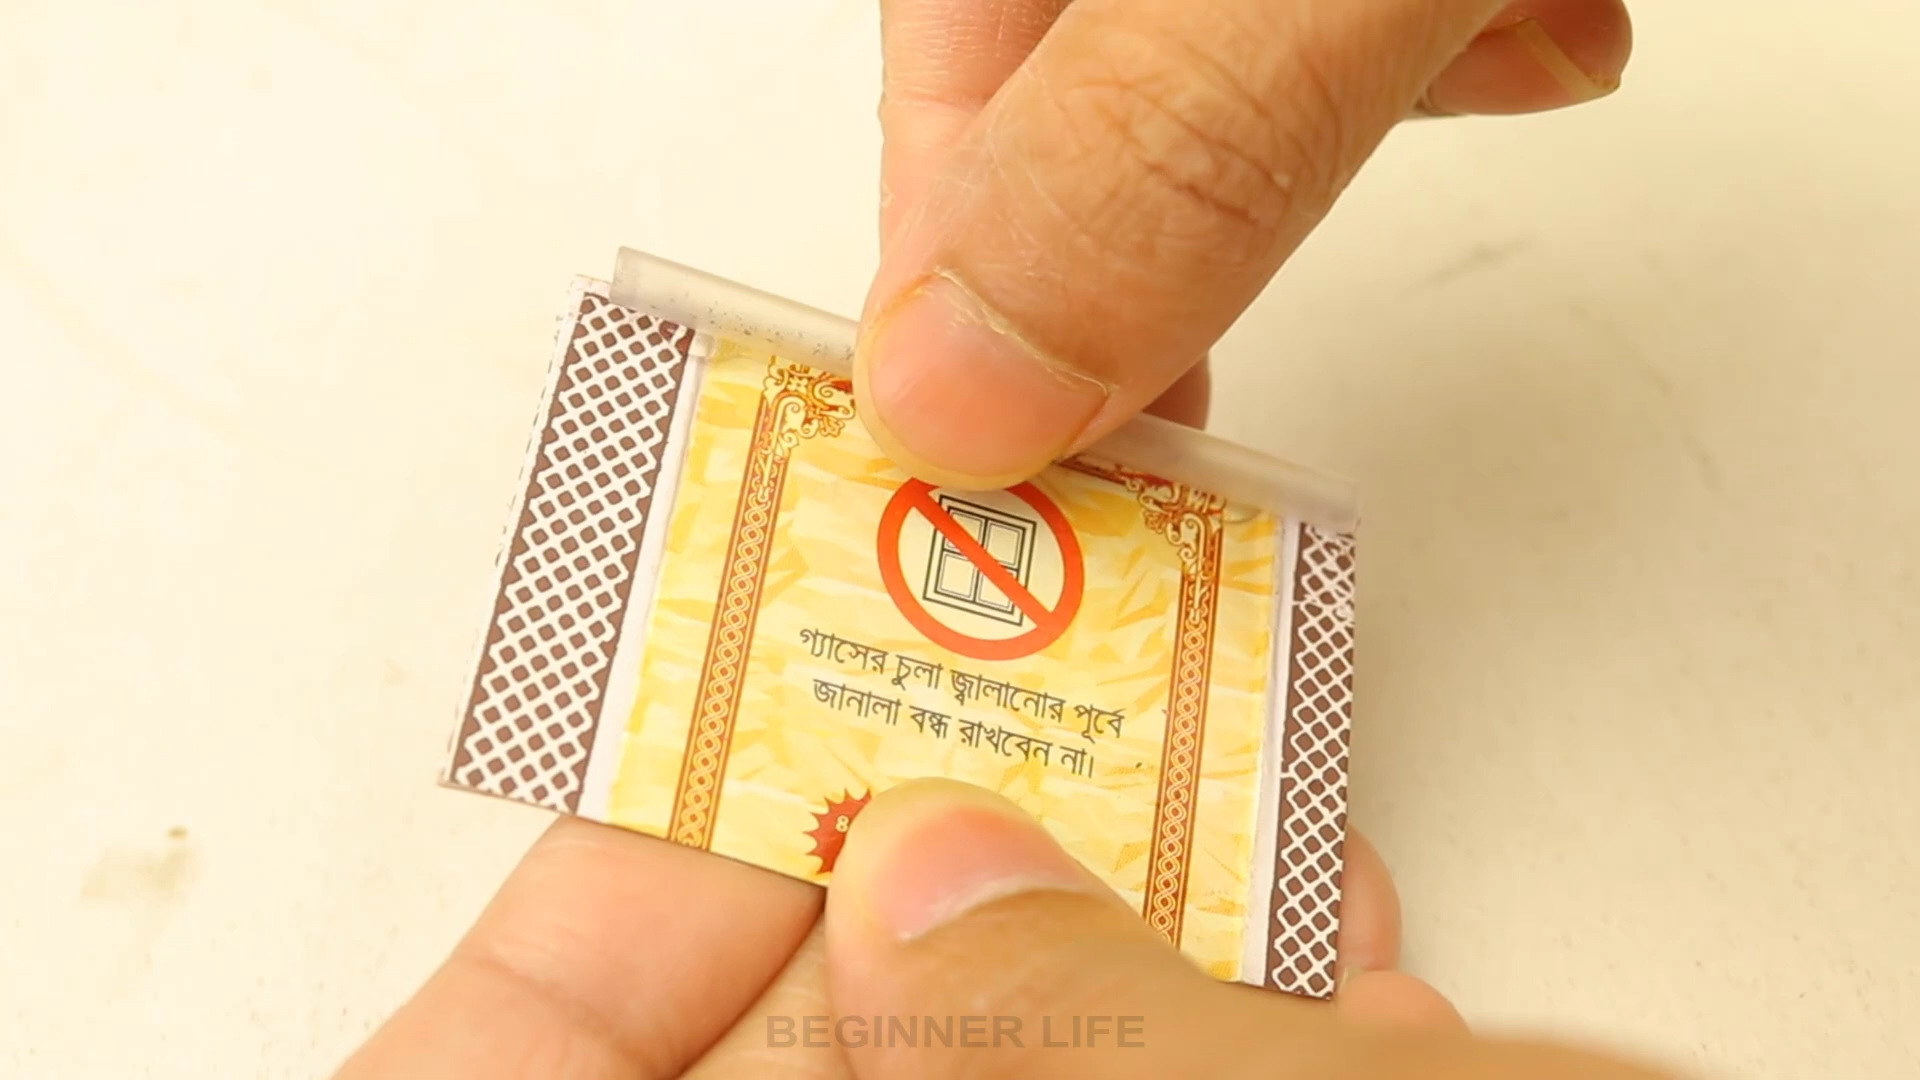 গ্যাসের চুলা জ্বালানোর পূর্বে
জানালা বন্ধ রাখবেন না।
BEGINNER LIFE